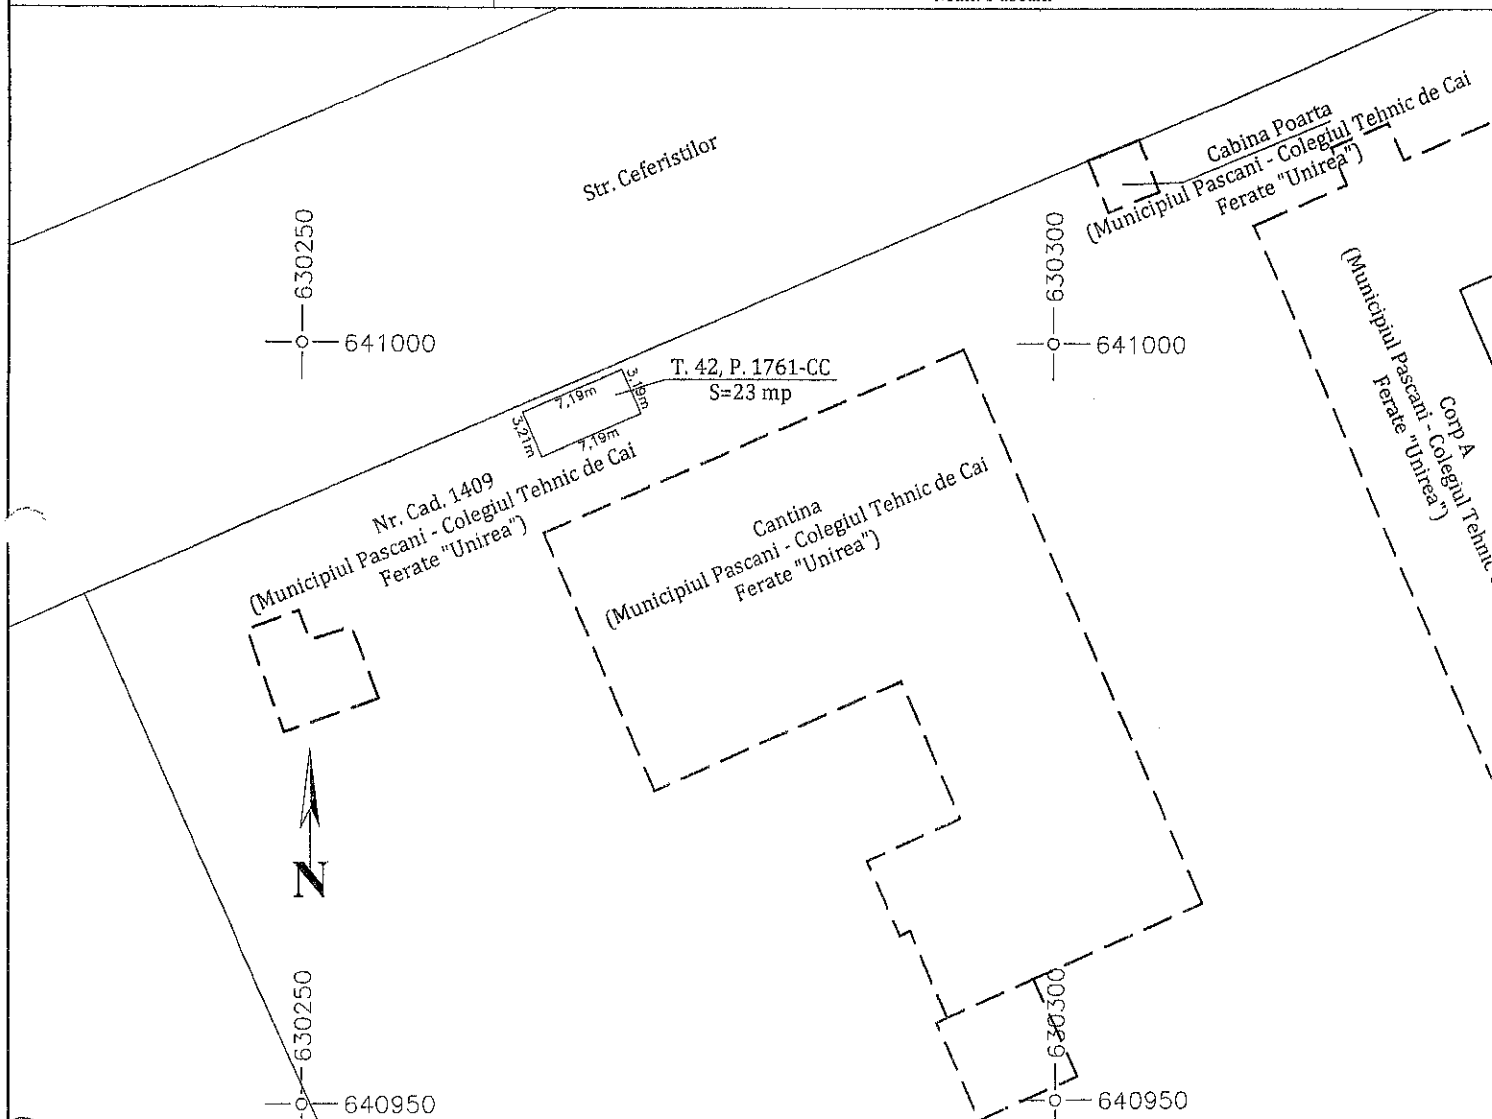 Str. Ceferistilor
Cabina Poarta
(Municipiul Pascani - Colegiul Tehnic de Cai
Ferate "Unirea")
630250
641000
630300
641000
T. 42, P. 1761-CC
S=23 mp
7,19m
3,19m
3,21m
7,19m
Nr. Cad. 1409
(Municipiul Pascani - Colegiul Tehnic de Cai
Ferate "Unirea")
Cantina
(Municipiul Pascani - Colegiul Tehnic de Cai
Ferate "Unirea")
Corp A
(Municipiul Pascani - Colegiul Tehnic
Ferate "Unirea")
N
630250
640950
630300
640950